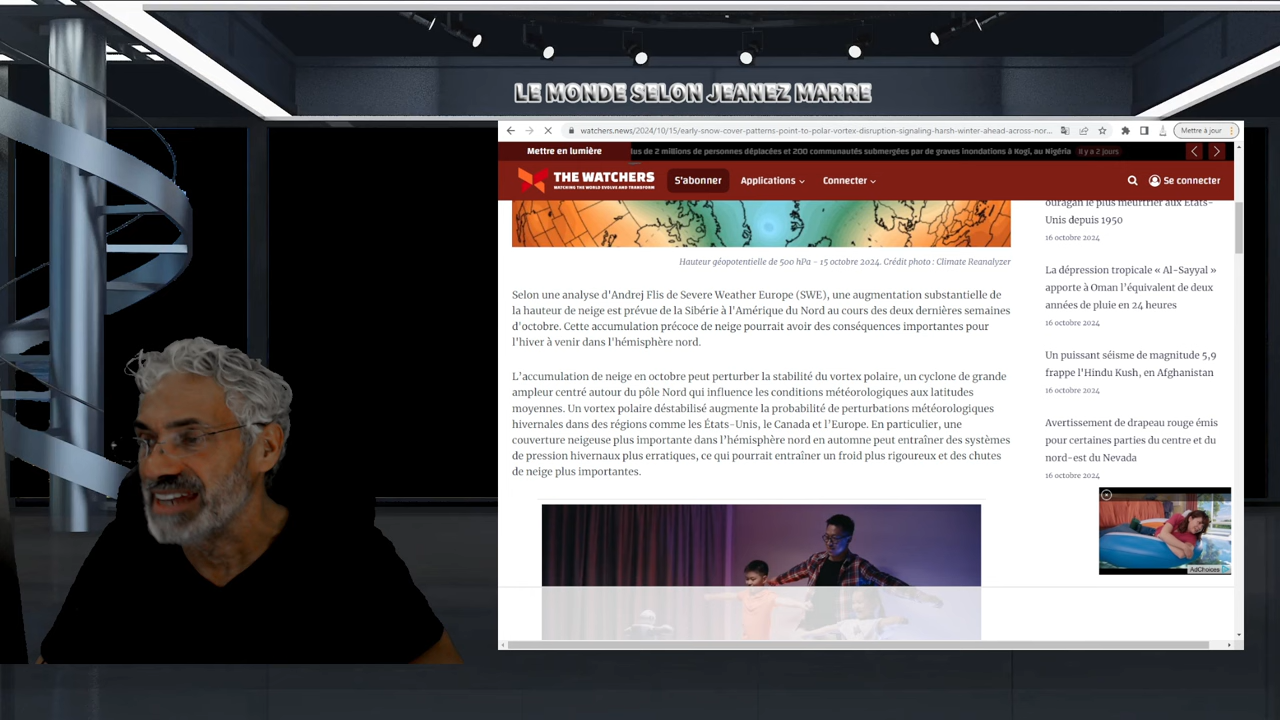 LE MONDE SELON JEANEZ MARRE
watchers.news/2024/10/15/early-snow-cover-patterns-point-to-polar-vortex-disruption-signaling-harsh-winter-ahead-across-nor...
Mettre à jour
Mettre en lumière
lus de 2 millions de personnes déplacées et 200 communautés submergées par de graves inondations à Kogi, au Nigéria
Il y a 2 jours
THE WATCHERS
WATCHING THE WORLD EVOLVE AND TRANSFORM
S'abonner
Applications
Connecter
Se connecter
Hauteur géopotentielle de 500 hPa - 15 octobre 2024. Crédit photo : Climate Reanalyzer
Selon une analyse d'Andrej Flis de Severe Weather Europe (SWE), une augmentation substantielle de
la hauteur de neige est prévue de la Sibérie à l'Amérique du Nord au cours des deux dernières semaines
d'octobre. Cette accumulation précoce de neige pourrait avoir des conséquences importantes pour
l'hiver à venir dans l'hémisphère nord.
L'accumulation de neige en octobre peut perturber la stabilité du vortex polaire, un cyclone de grande
ampleur centré autour du pôle Nord qui influence les conditions météorologiques aux latitudes
moyennes. Un vortex polaire déstabilisé augmente la probabilité de perturbations météorologiques
hivernales dans des régions comme les États-Unis, le Canada et l'Europe. En particulier, une
couverture neigeuse plus importante dans l'hémisphère nord en automne peut entraîner des systèmes
de pression hivernaux plus erratiques, ce qui pourrait entraîner un froid plus rigoureux et des chutes
de neige plus importantes.
ouragan le plus meurtrier aux États-
Unis depuis 1950
16 octobre 2024
La dépression tropicale « Al-Sayyal »
apporte à Oman l'équivalent de deux
années de pluie en 24 heures
16 octobre 2024
Un puissant séisme de magnitude 5,9
frappe l'Hindu Kush, en Afghanistan
16 octobre 2024
Avertissement de drapeau rouge émis
pour certaines parties du centre et du
nord-est du Nevada
16 octobre 2024
AdChoices